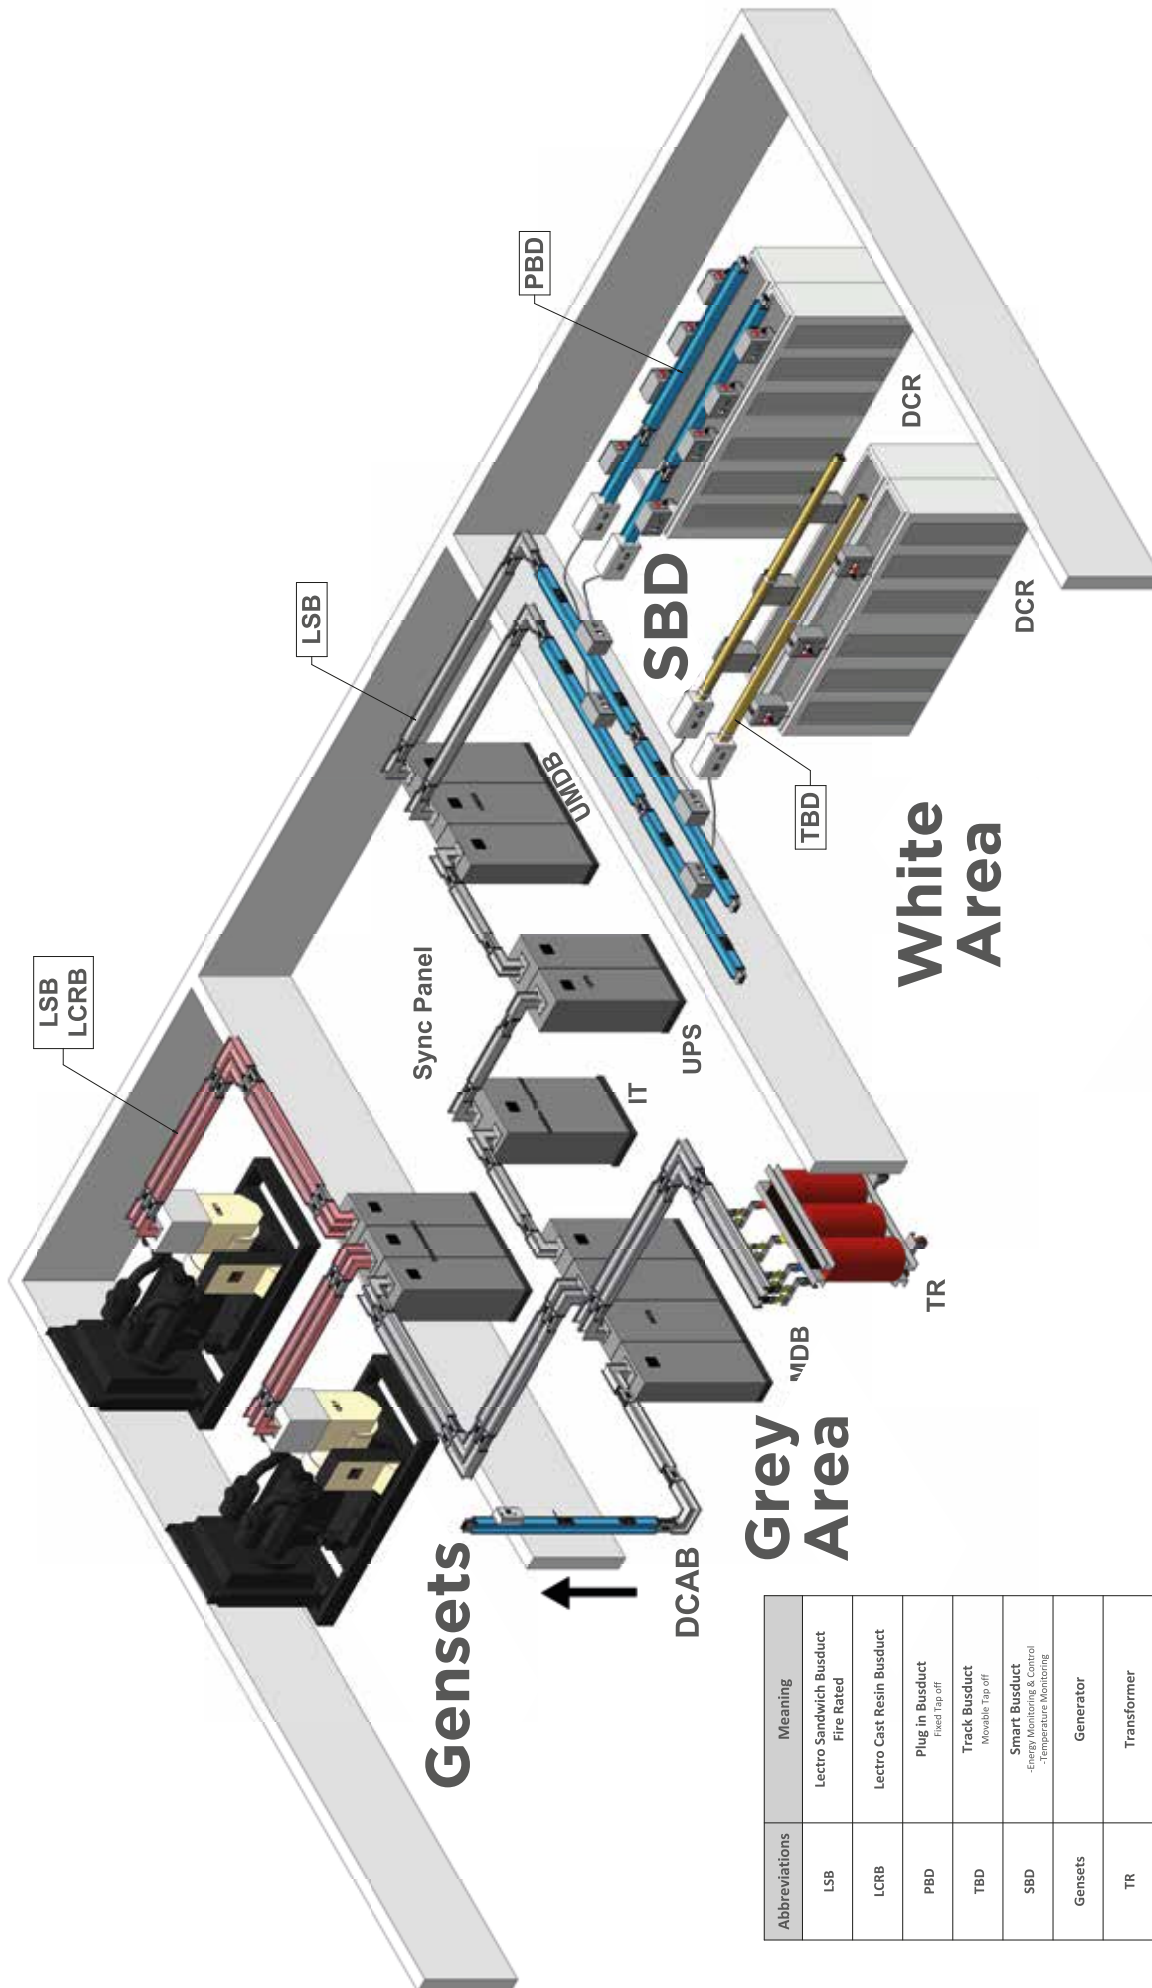 LSB
LCRB
LSB
PBD
Gensets
Sync Panel
UMDB
SBD
DCR
DCR
UPS
IT
TBD
White
Area
DCAB
Grey
Area
MDB
TR
Abbreviations
Meaning
LSB
Lectro Sandwich Busduct
Fire Rated
LCRB
Lectro Cast Resin Busduct
PBD
Plug in Busduct
Fixed Tap off
TBD
Track Busduct
Movable Tap off
SBD
Smart Busduct
-Energy Monitoring & Control
-Temperature Monitoring
Gensets
Generator
TR
Transformer